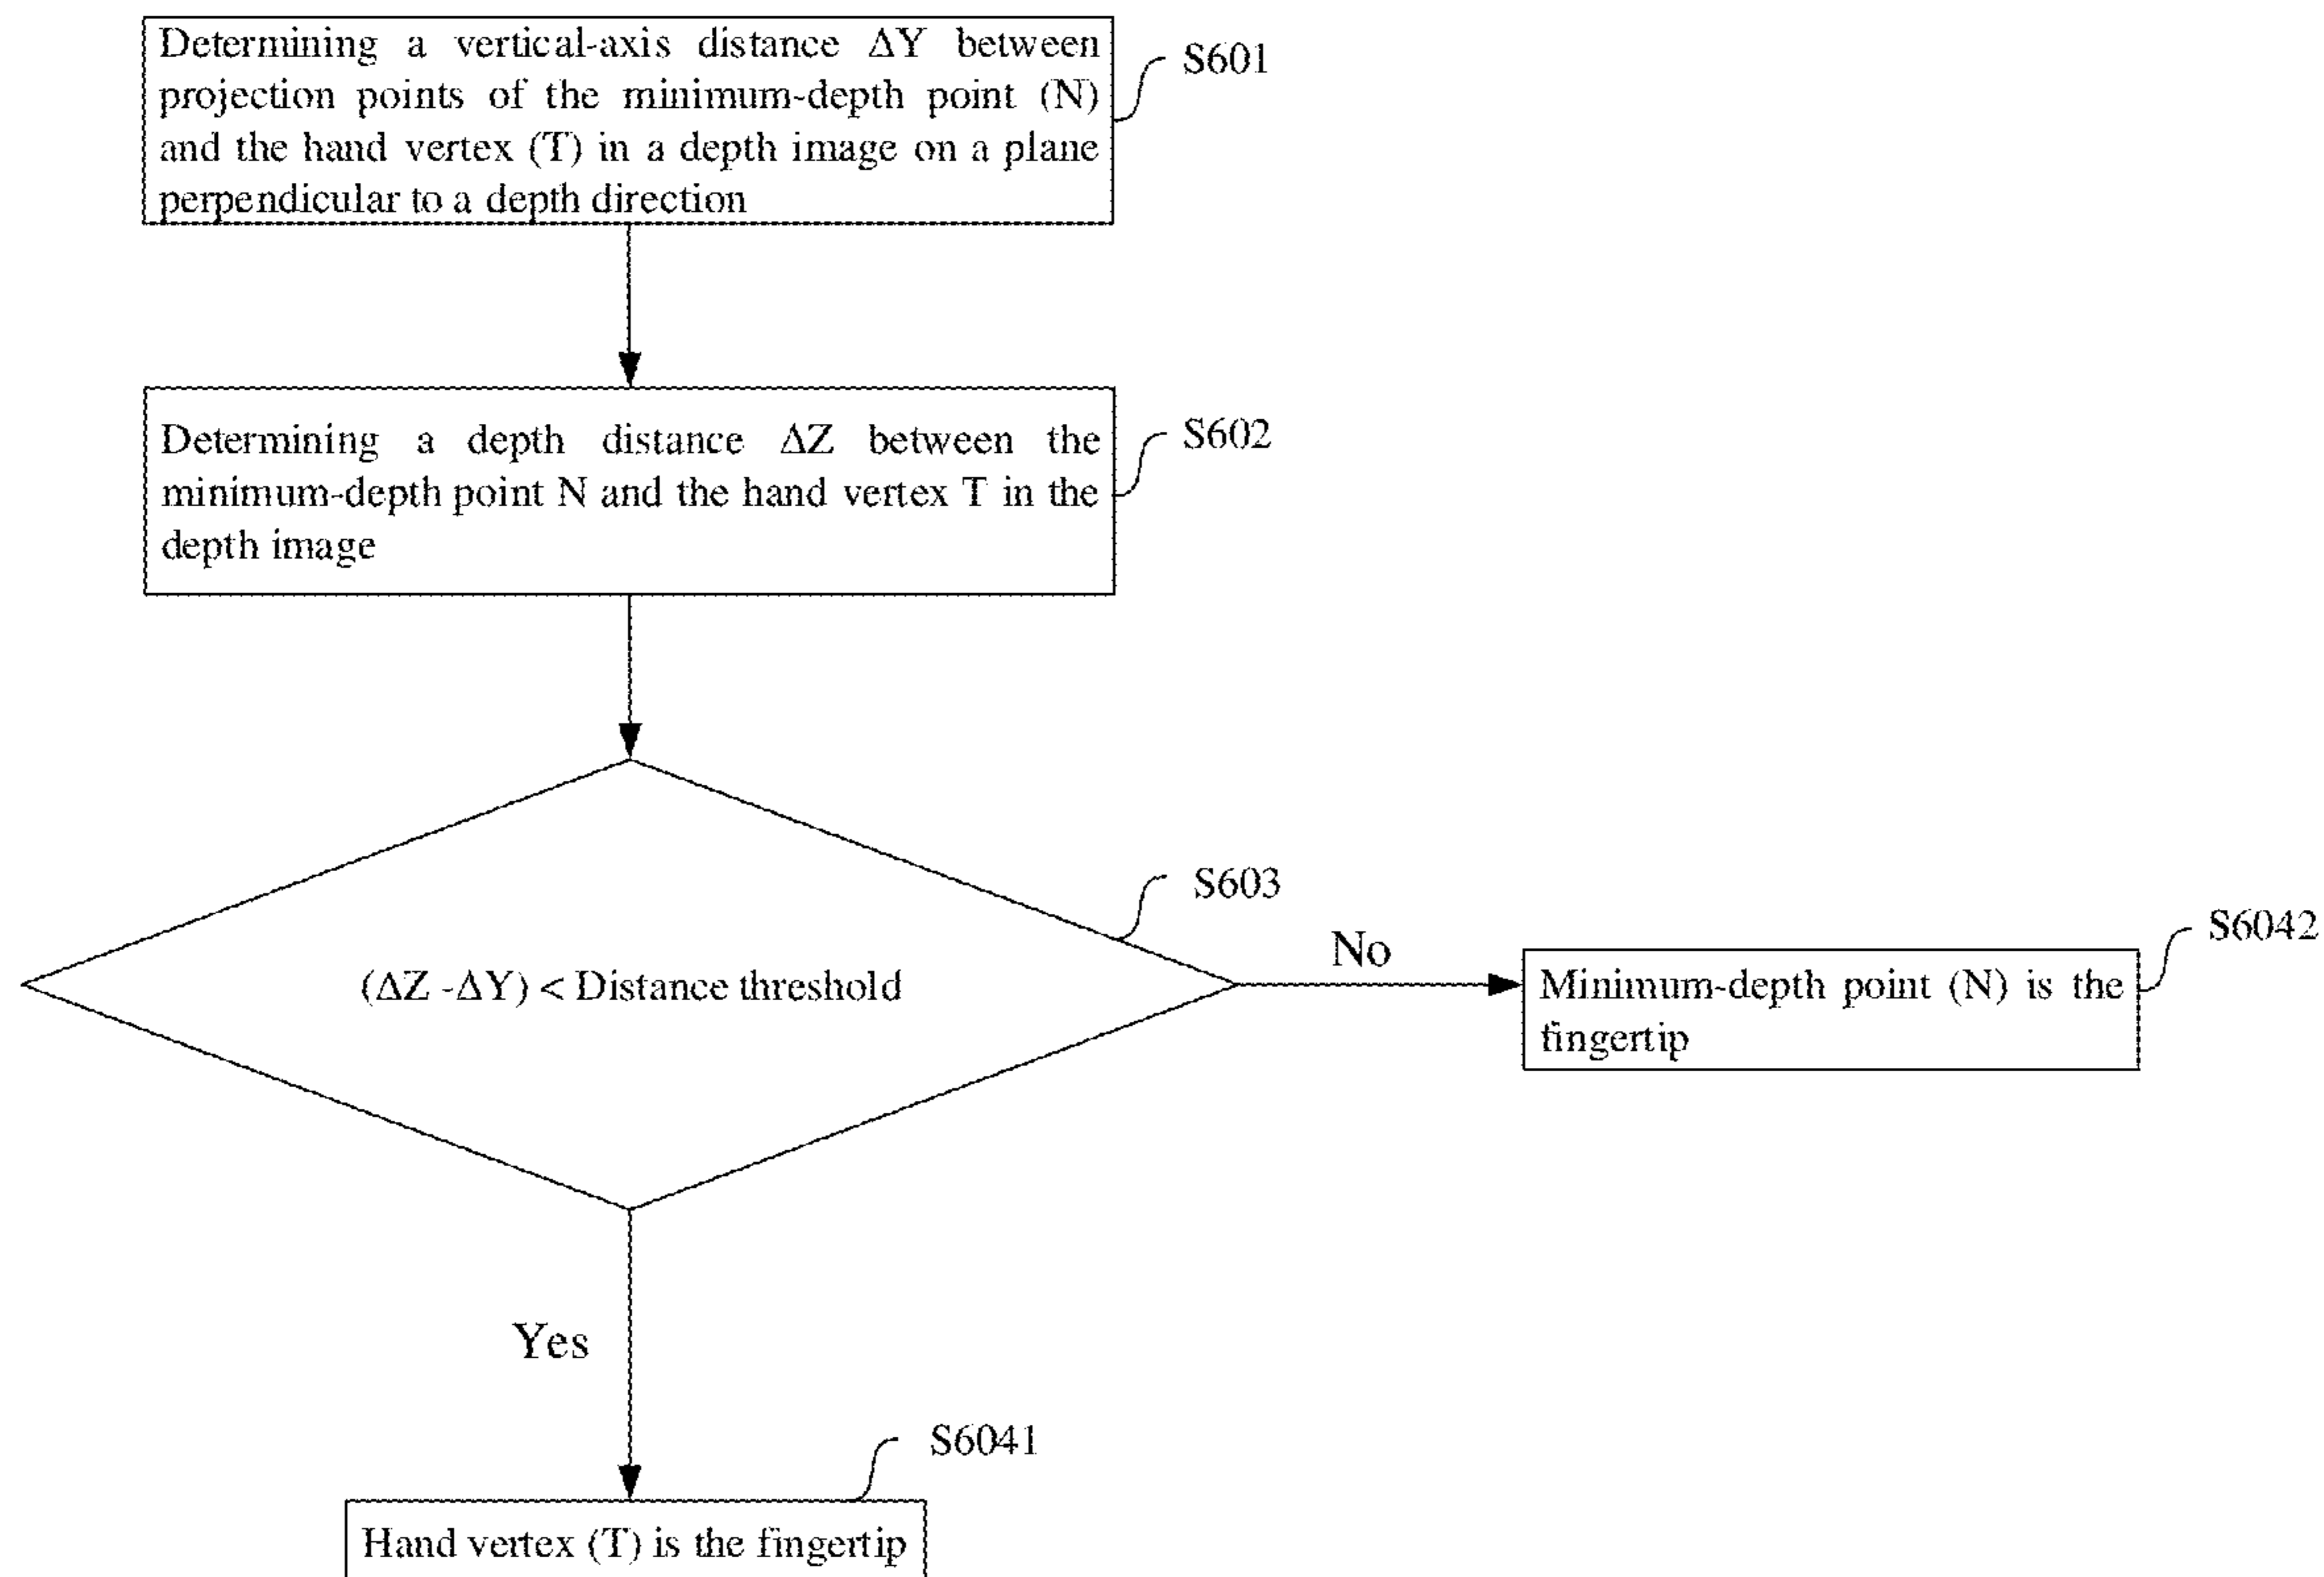 Determining a vertical-axis distance ΔY between
projection points of the minimum-depth point (N)
and the hand vertex (T) in a depth image on a plane
perpendicular to a depth direction
S601
Determining a depth distance ΔZ between the
minimum-depth point N and the hand vertex T in the
depth image
S602
(ΔZ -ΔY) < Distance threshold
S603
No
Minimum-depth point (N) is the
fingertip
S6042
Yes
S6041
Hand vertex (T) is the fingertip